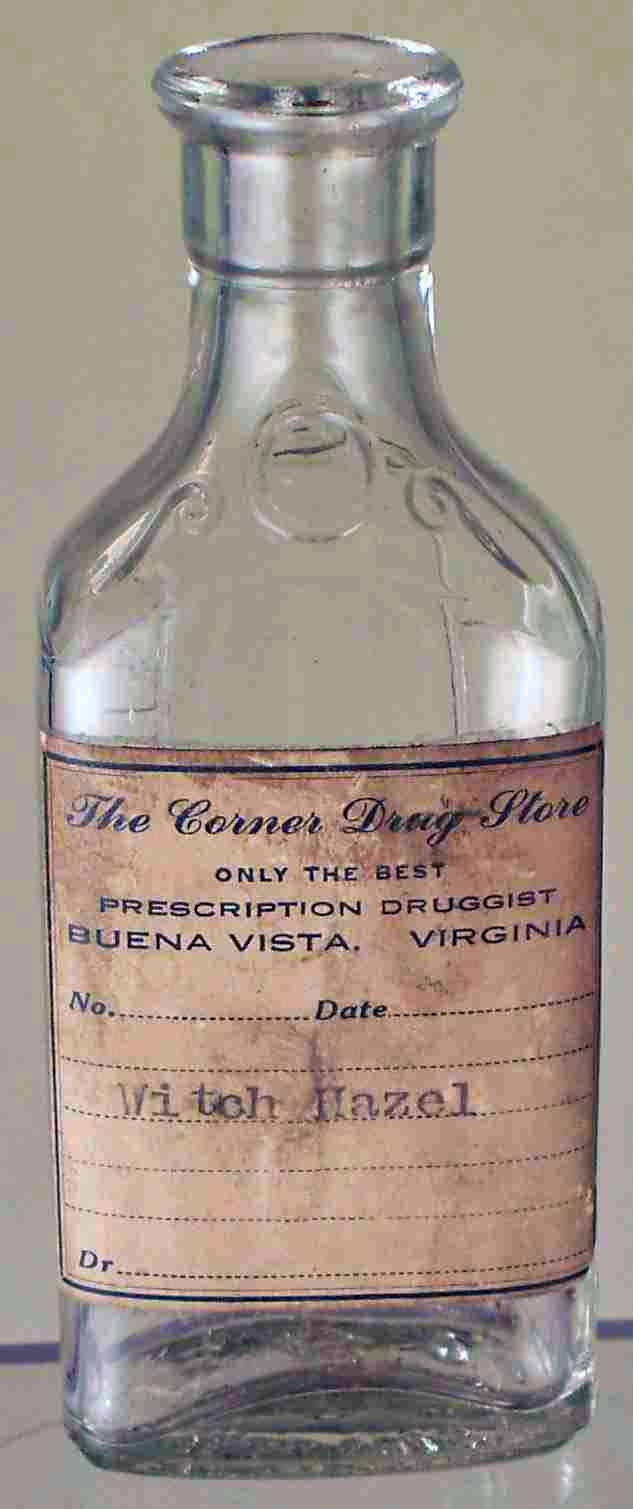 The Corner Drug Store
ONLY THE BEST
PRESCRIPTION DRUGGIST
BUENA VISTA, VIRGINIA
No. Date
Witch Hazel
Dr